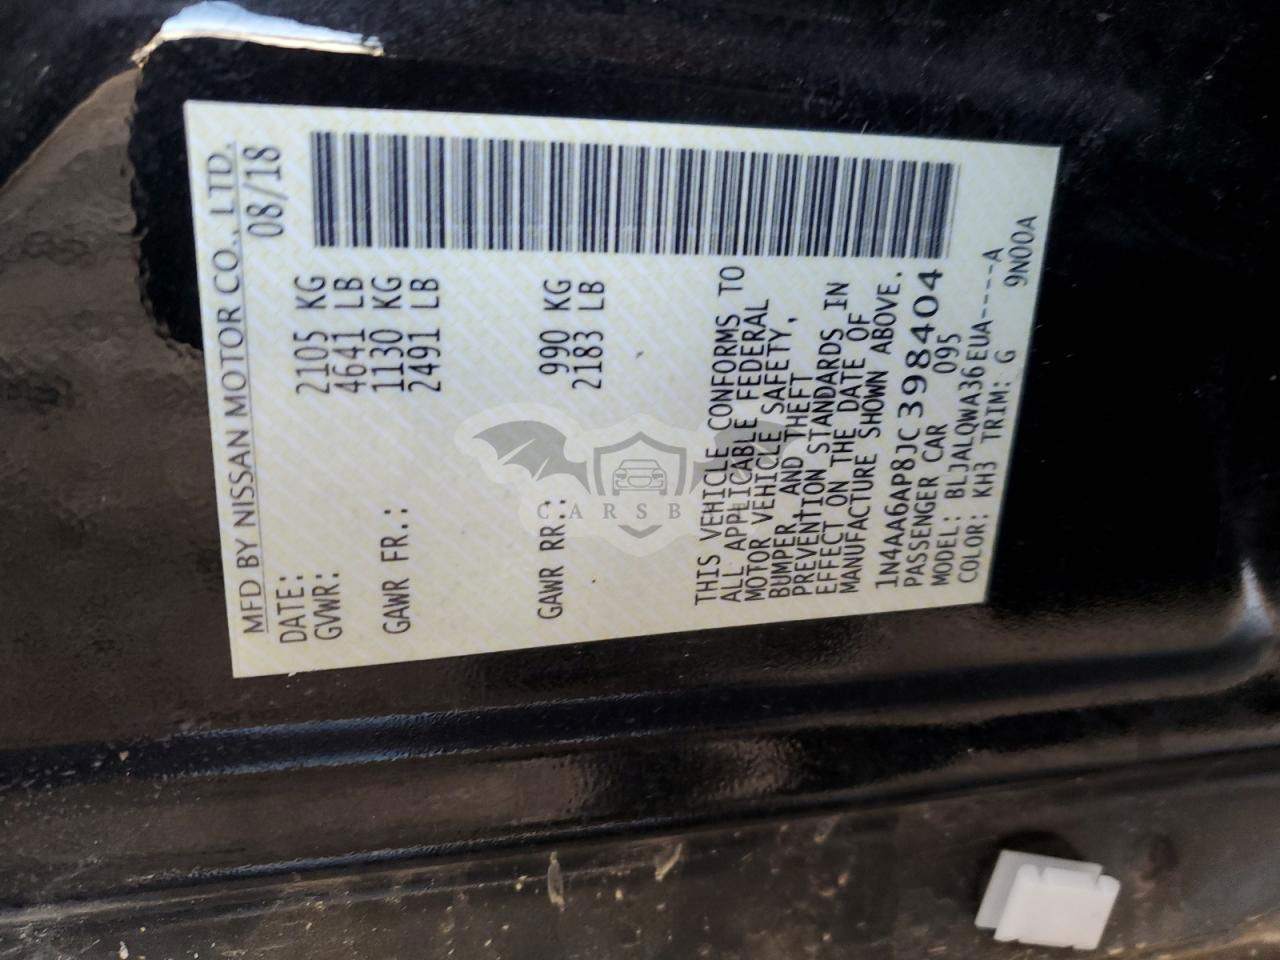 MFD BY NISSAN MOTOR CO., LTD.
DATE: 08/18
GVWR: 2105 KG
4641 LB
GAWR FR.: 1130 KG
2491 LB
GAWR RR.: 990 KG
2183 LB
THIS VEHICLE CONFORMS TO
ALL APPLICABLE FEDERAL
MOTOR VEHICLE SAFETY,
BUMPER, AND THEFT
PREVENTION STANDARDS IN
EFFECT ON THE DATE OF
MANUFACTURE SHOWN ABOVE.
1N4AA6AP8JC398404
PASSENGER CAR 095
MODEL: BLJALQWA36EUA----A
COLOR: KH3 TRIM: G 9N00A